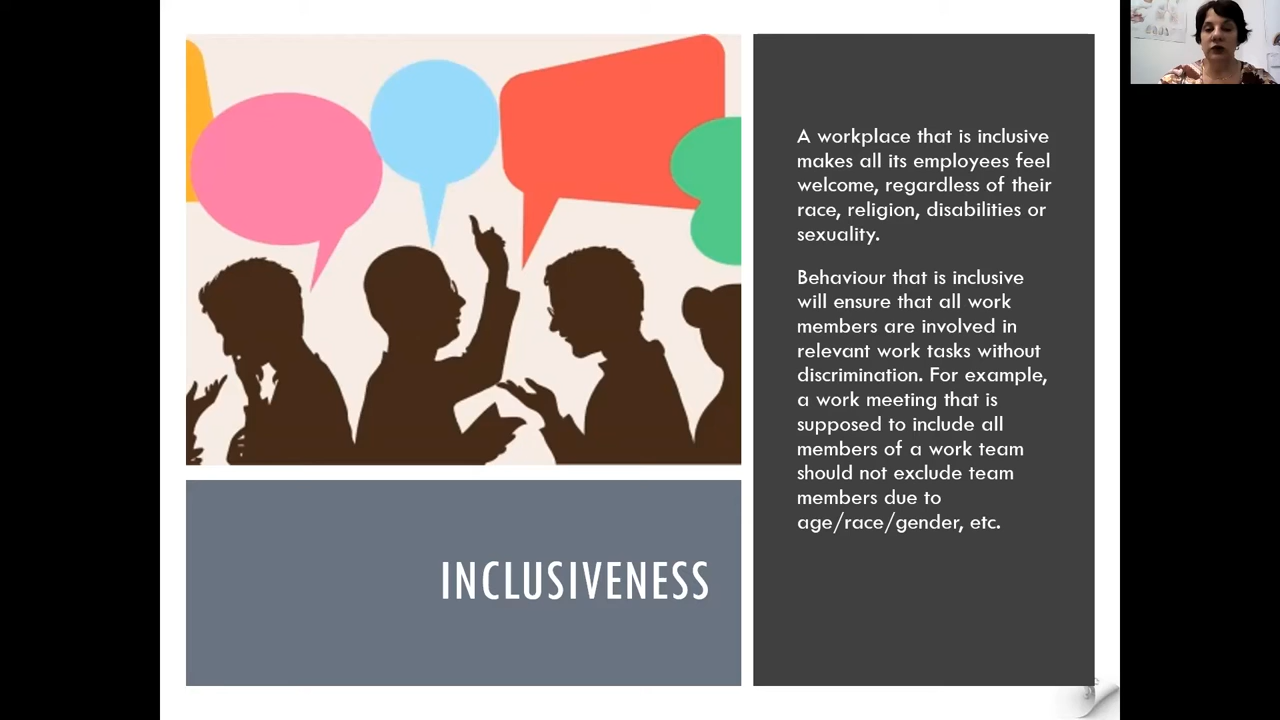 A workplace that is inclusive
makes all its employees feel
welcome, regardless of their
race, religion, disabilities or
sexuality.
Behaviour that is inclusive
will ensure that all work
members are involved in
relevant work tasks without
discrimination. For example,
a work meeting that is
supposed to include all
members of a work team
should not exclude team
members due to
age/race/gender, etc.
INCLUSIVENESS